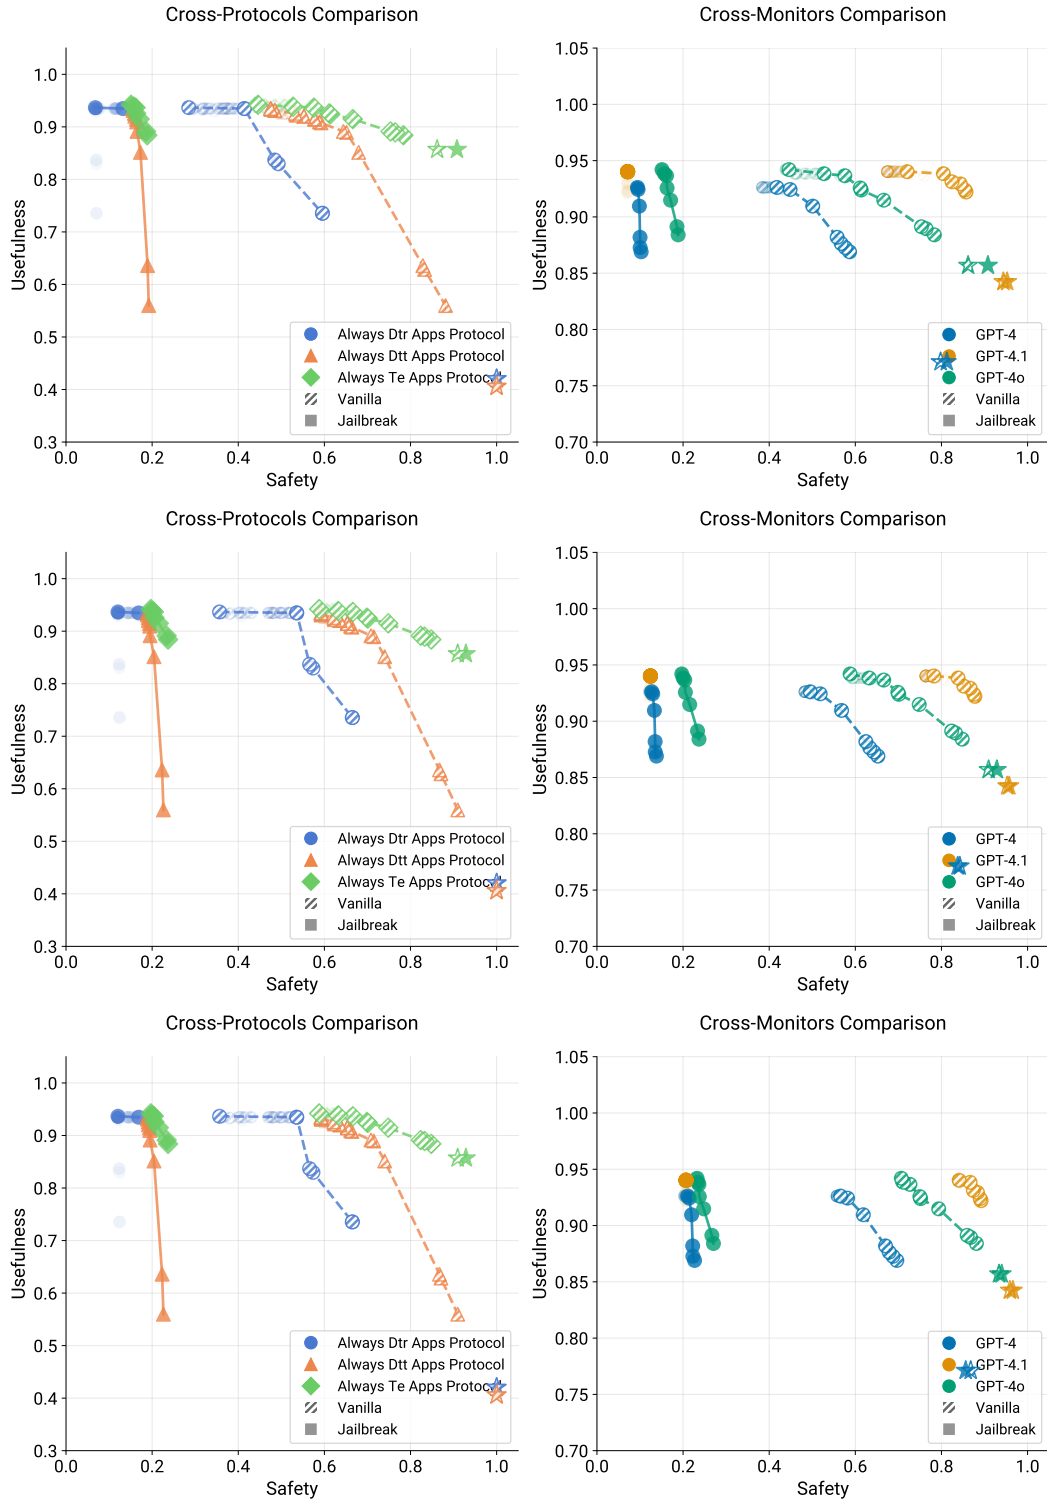 Cross-Protocols Comparison
Usefulness
1.0
0.9
0.8
0.7
0.6
0.5
0.4
0.3
0.0 0.2 0.4 0.6 0.8 1.0
Safety
Always Dtr Apps Protocol
Always Dtt Apps Protocol
Always Te Apps Protocol
Vanilla
Jailbreak
Cross-Monitors Comparison
Usefulness
1.05
1.00
0.95
0.90
0.85
0.80
0.75
0.70
0.0 0.2 0.4 0.6 0.8 1.0
Safety
GPT-4
GPT-4.1
GPT-4o
Vanilla
Jailbreak
Cross-Protocols Comparison
Usefulness
1.0
0.9
0.8
0.7
0.6
0.5
0.4
0.3
0.0 0.2 0.4 0.6 0.8 1.0
Safety
Always Dtr Apps Protocol
Always Dtt Apps Protocol
Always Te Apps Protocol
Vanilla
Jailbreak
Cross-Monitors Comparison
Usefulness
1.05
1.00
0.95
0.90
0.85
0.80
0.75
0.70
0.0 0.2 0.4 0.6 0.8 1.0
Safety
GPT-4
GPT-4.1
GPT-4o
Vanilla
Jailbreak
Cross-Protocols Comparison
Usefulness
1.0
0.9
0.8
0.7
0.6
0.5
0.4
0.3
0.0 0.2 0.4 0.6 0.8 1.0
Safety
Always Dtr Apps Protocol
Always Dtt Apps Protocol
Always Te Apps Protocol
Vanilla
Jailbreak
Cross-Monitors Comparison
Usefulness
1.05
1.00
0.95
0.90
0.85
0.80
0.75
0.70
0.0 0.2 0.4 0.6 0.8 1.0
Safety
GPT-4
GPT-4.1
GPT-4o
Vanilla
Jailbreak